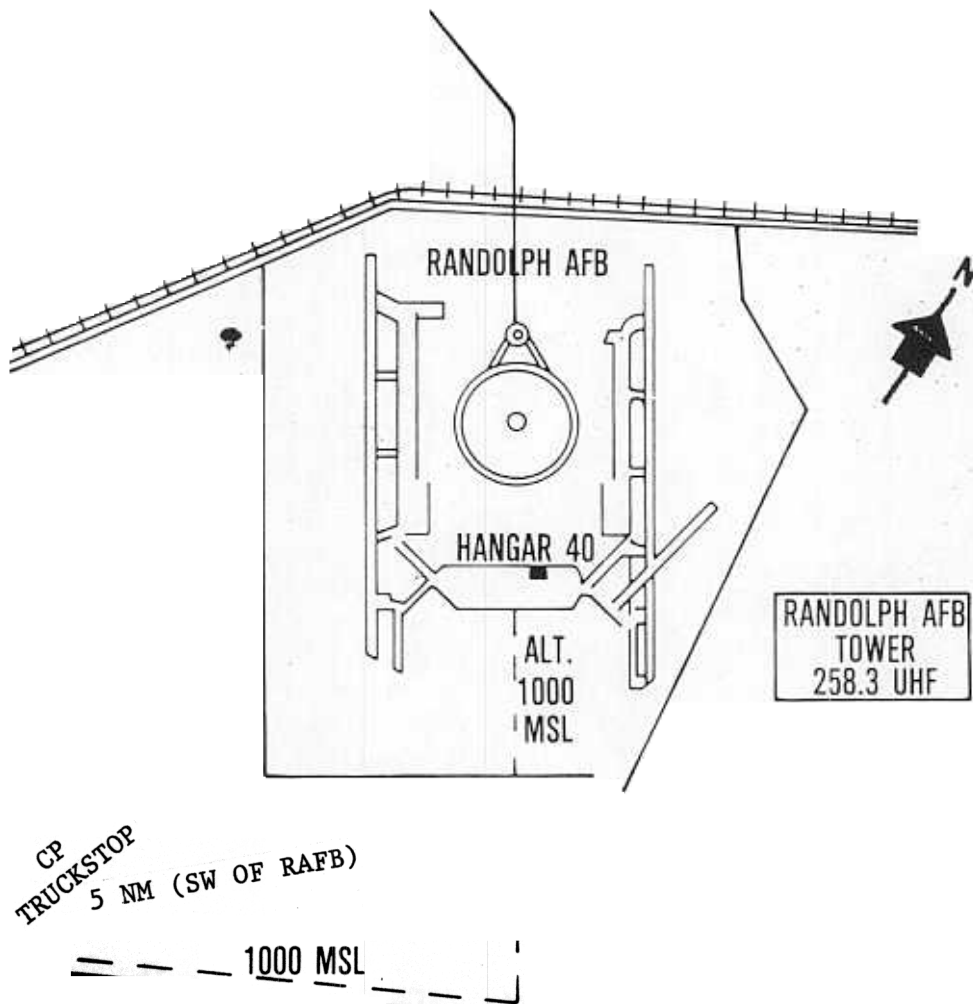 RANDOLPH AFB
N
HANGAR 40
ALT.
1000
MSL
RANDOLPH AFB
TOWER
258.3 UHF
CP
TRUCKSTOP
5 NM (SW OF RAFB)
1000 MSL